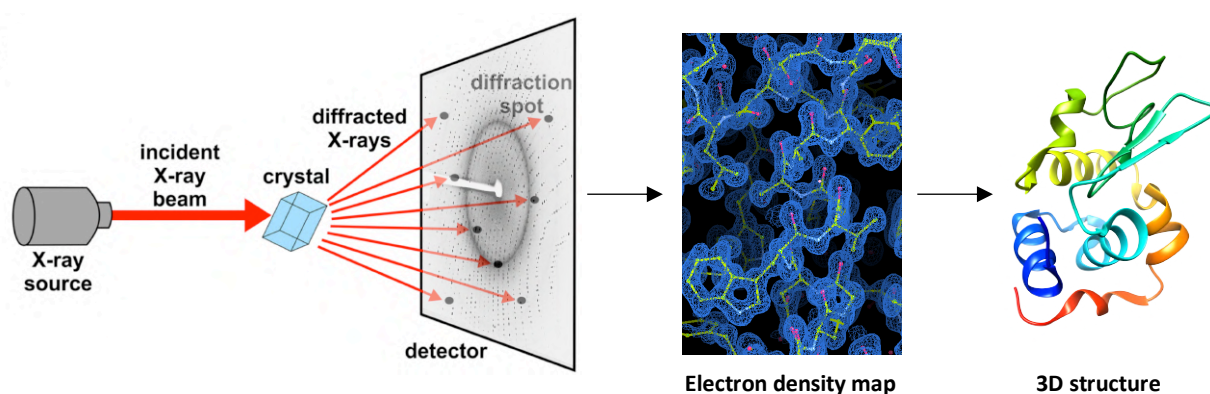 X-ray
source
incident
X-ray
beam
crystal
diffracted
X-rays
diffraction
spot
detector
Electron density map
3D structure